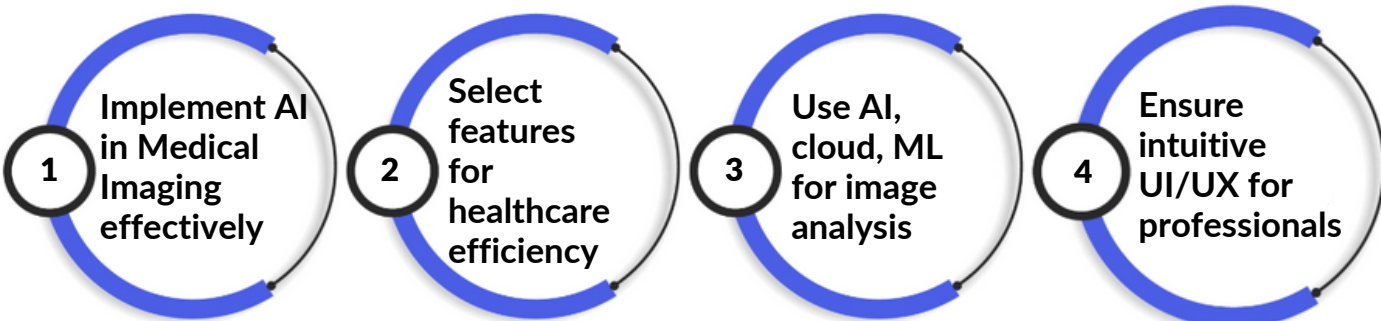 1
Implement AI
in Medical
Imaging
effectively
2
Select
features
for
healthcare
efficiency
3
Use AI,
cloud, ML
for image
analysis
4
Ensure
intuitive
UI/UX for
professionals